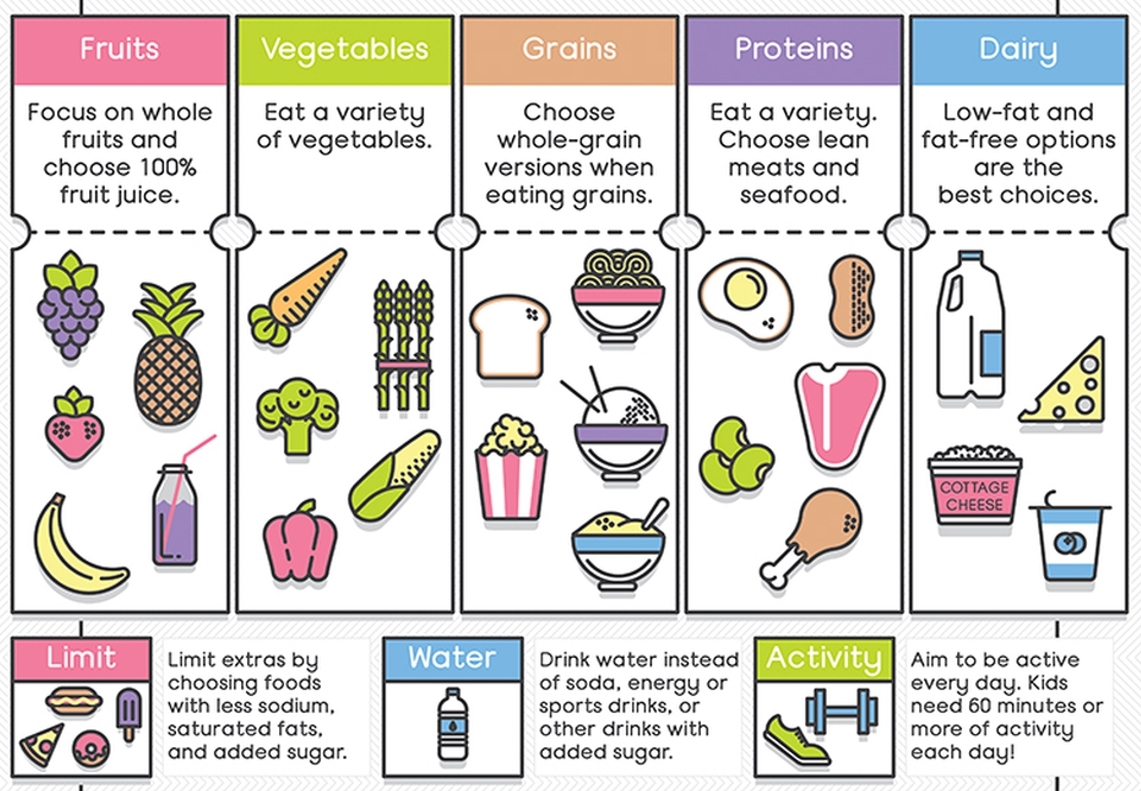 Fruits
Focus on whole
fruits and
choose 100%
fruit juice.
Vegetables
Eat a variety
of vegetables.
Grains
Choose
whole-grain
versions when
eating grains.
Proteins
Eat a variety.
Choose lean
meats and
seafood.
Dairy
Low-fat and
fat-free options
are the
best choices.
COTTAGE
CHEESE
Limit
Limit extras by
choosing foods
with less sodium,
saturated fats,
and added sugar.
Water
Drink water instead
of soda, energy or
sports drinks, or
other drinks with
added sugar.
Activity
Aim to be active
every day. Kids
need 60 minutes or
more of activity
each day!